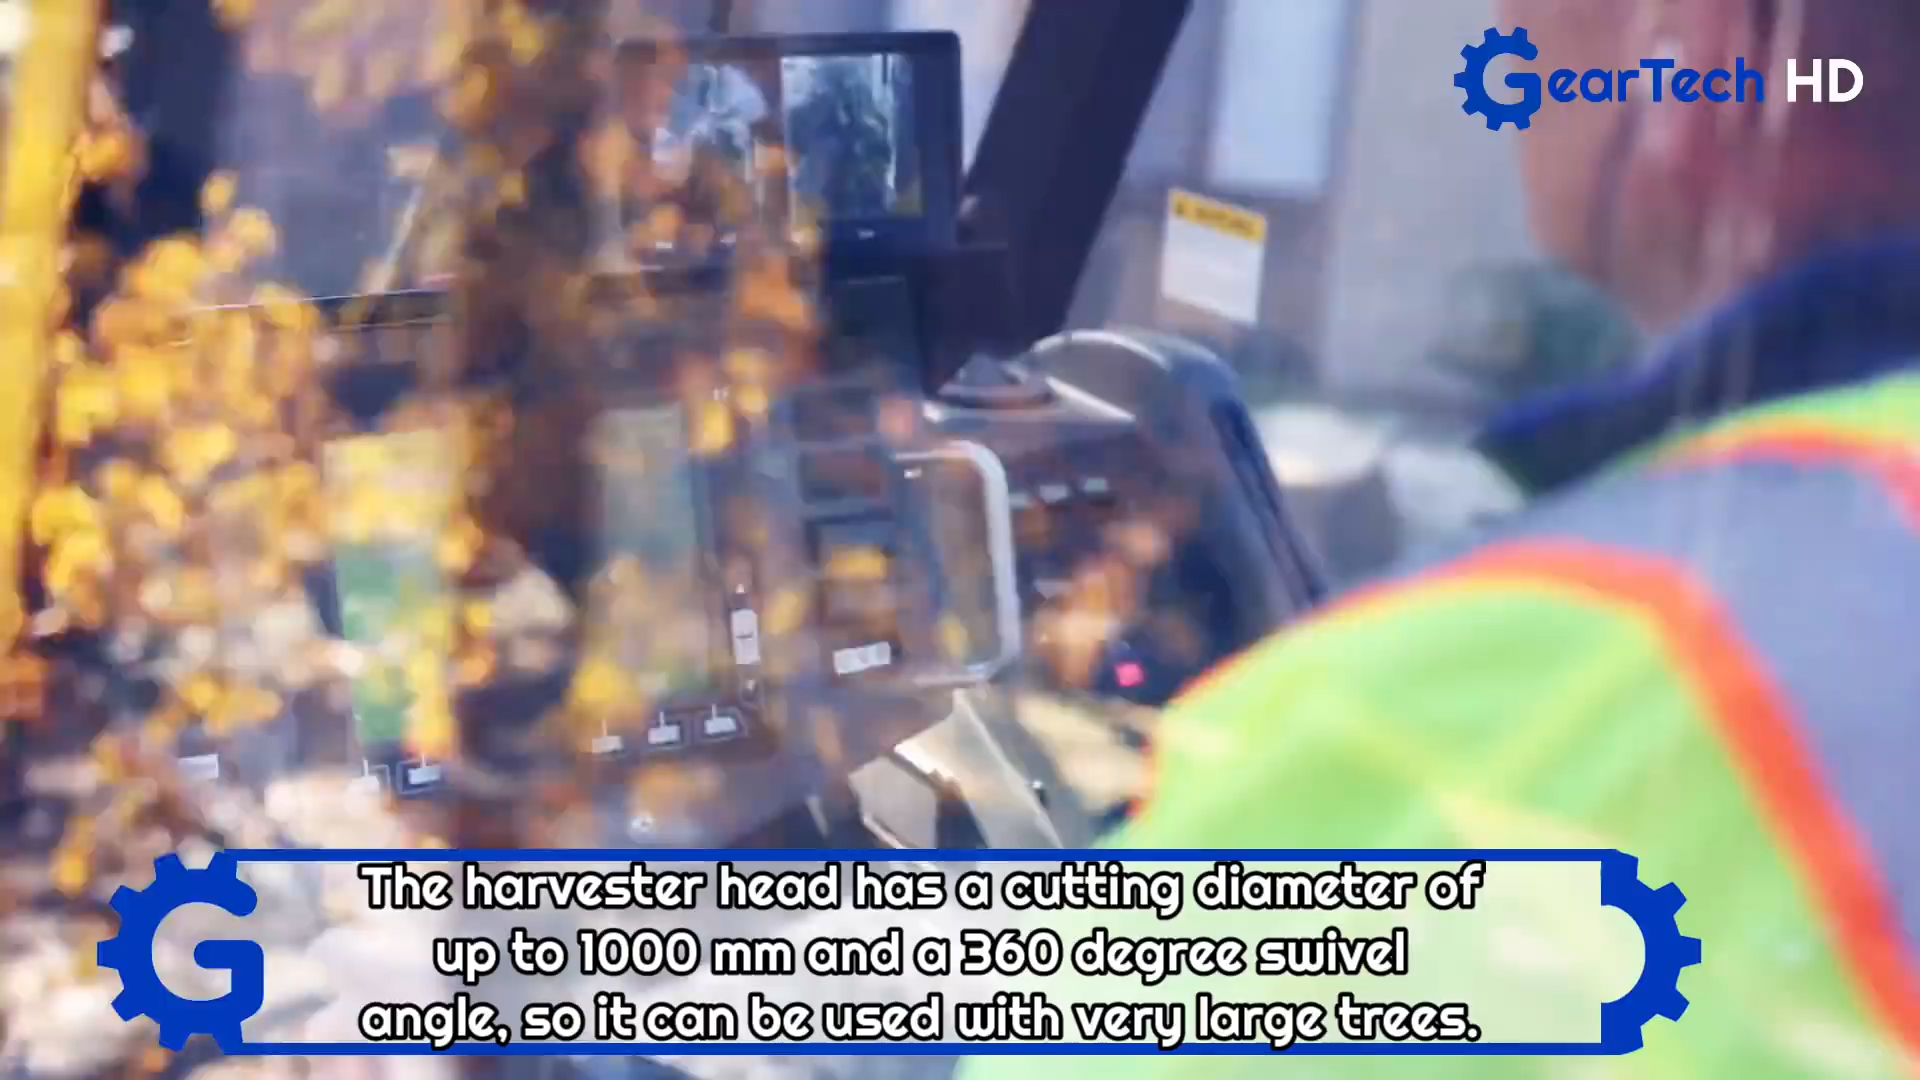 GearTech HD
The harvester head has a cutting diameter of
up to 1000 mm and a 360 degree swivel
angle, so it can be used with very large trees.
G